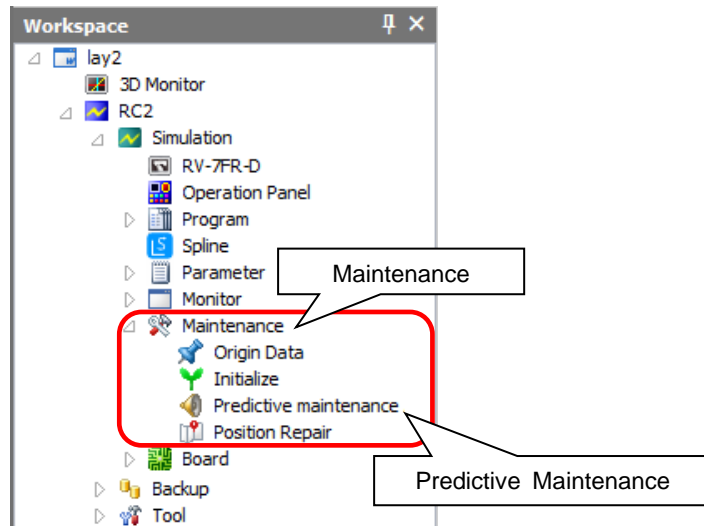 Workspace
lay2
3D Monitor
RC2
Simulation
RV-7FR-D
Operation Panel
Program
LS Spline
Parameter
Maintenance
Monitor
Maintenance
Origin Data
Initialize
Predictive maintenance
Position Repair
Board
Predictive Maintenance
Backup
Tool